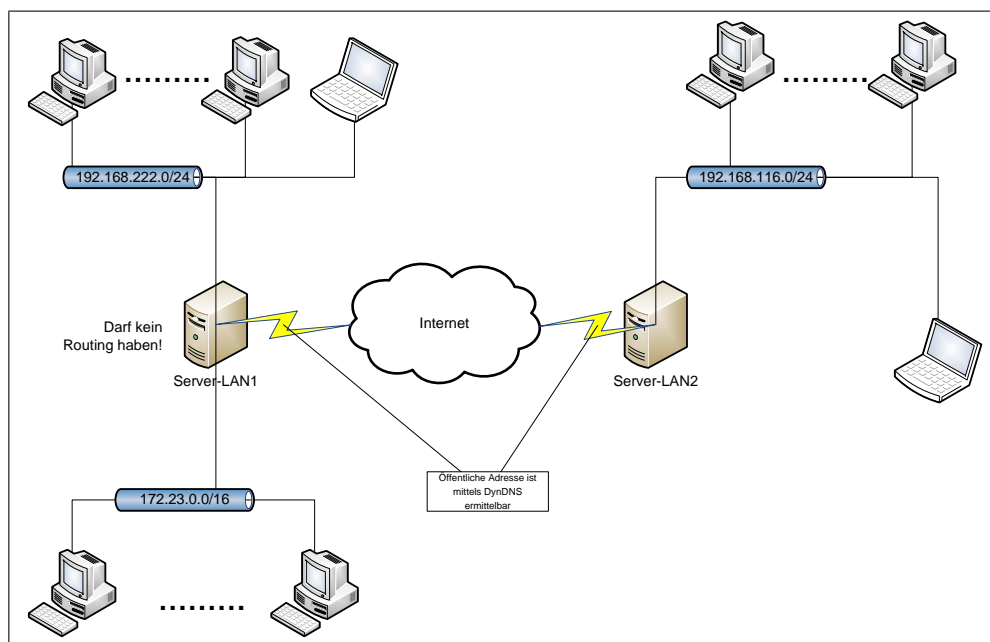 192.168.222.0/24
192.168.116.0/24
Darf kein
Routing haben!
Server-LAN1
Internet
Server-LAN2
Öffentliche Adresse ist
mittels DynDNS
ermittelbar
172.23.0.0/16